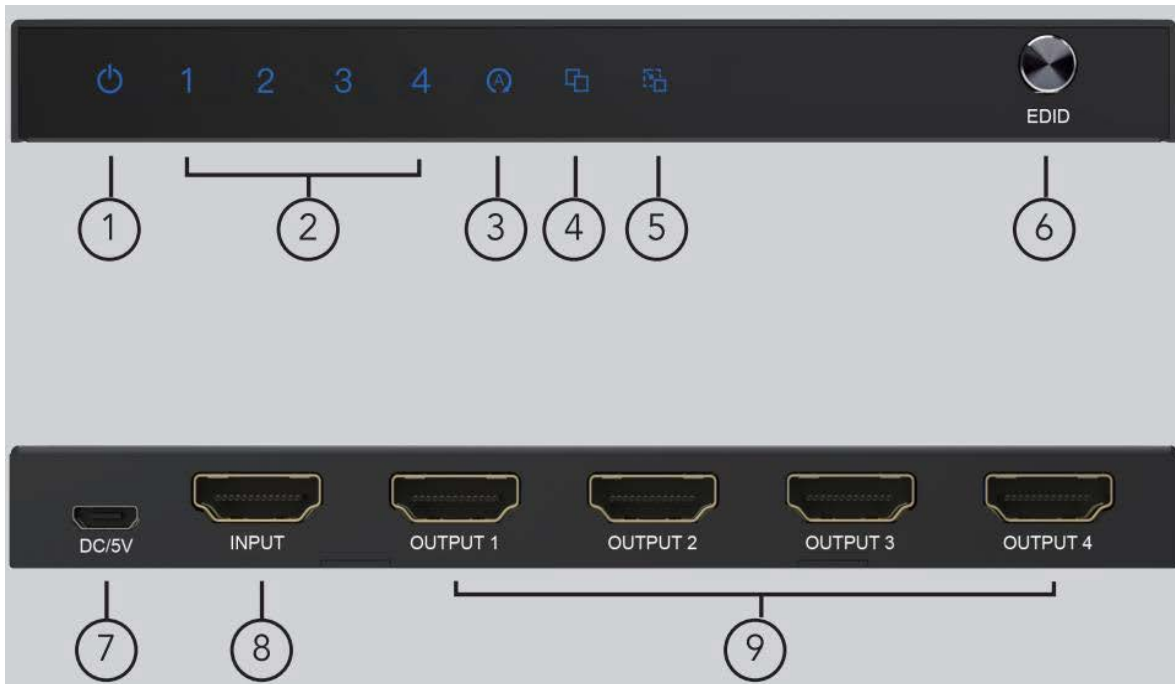 1 2 3 4
EDID
1 2 3 4 5 6
DC/5V INPUT OUTPUT 1 OUTPUT 2 OUTPUT 3 OUTPUT 4
7 8 9